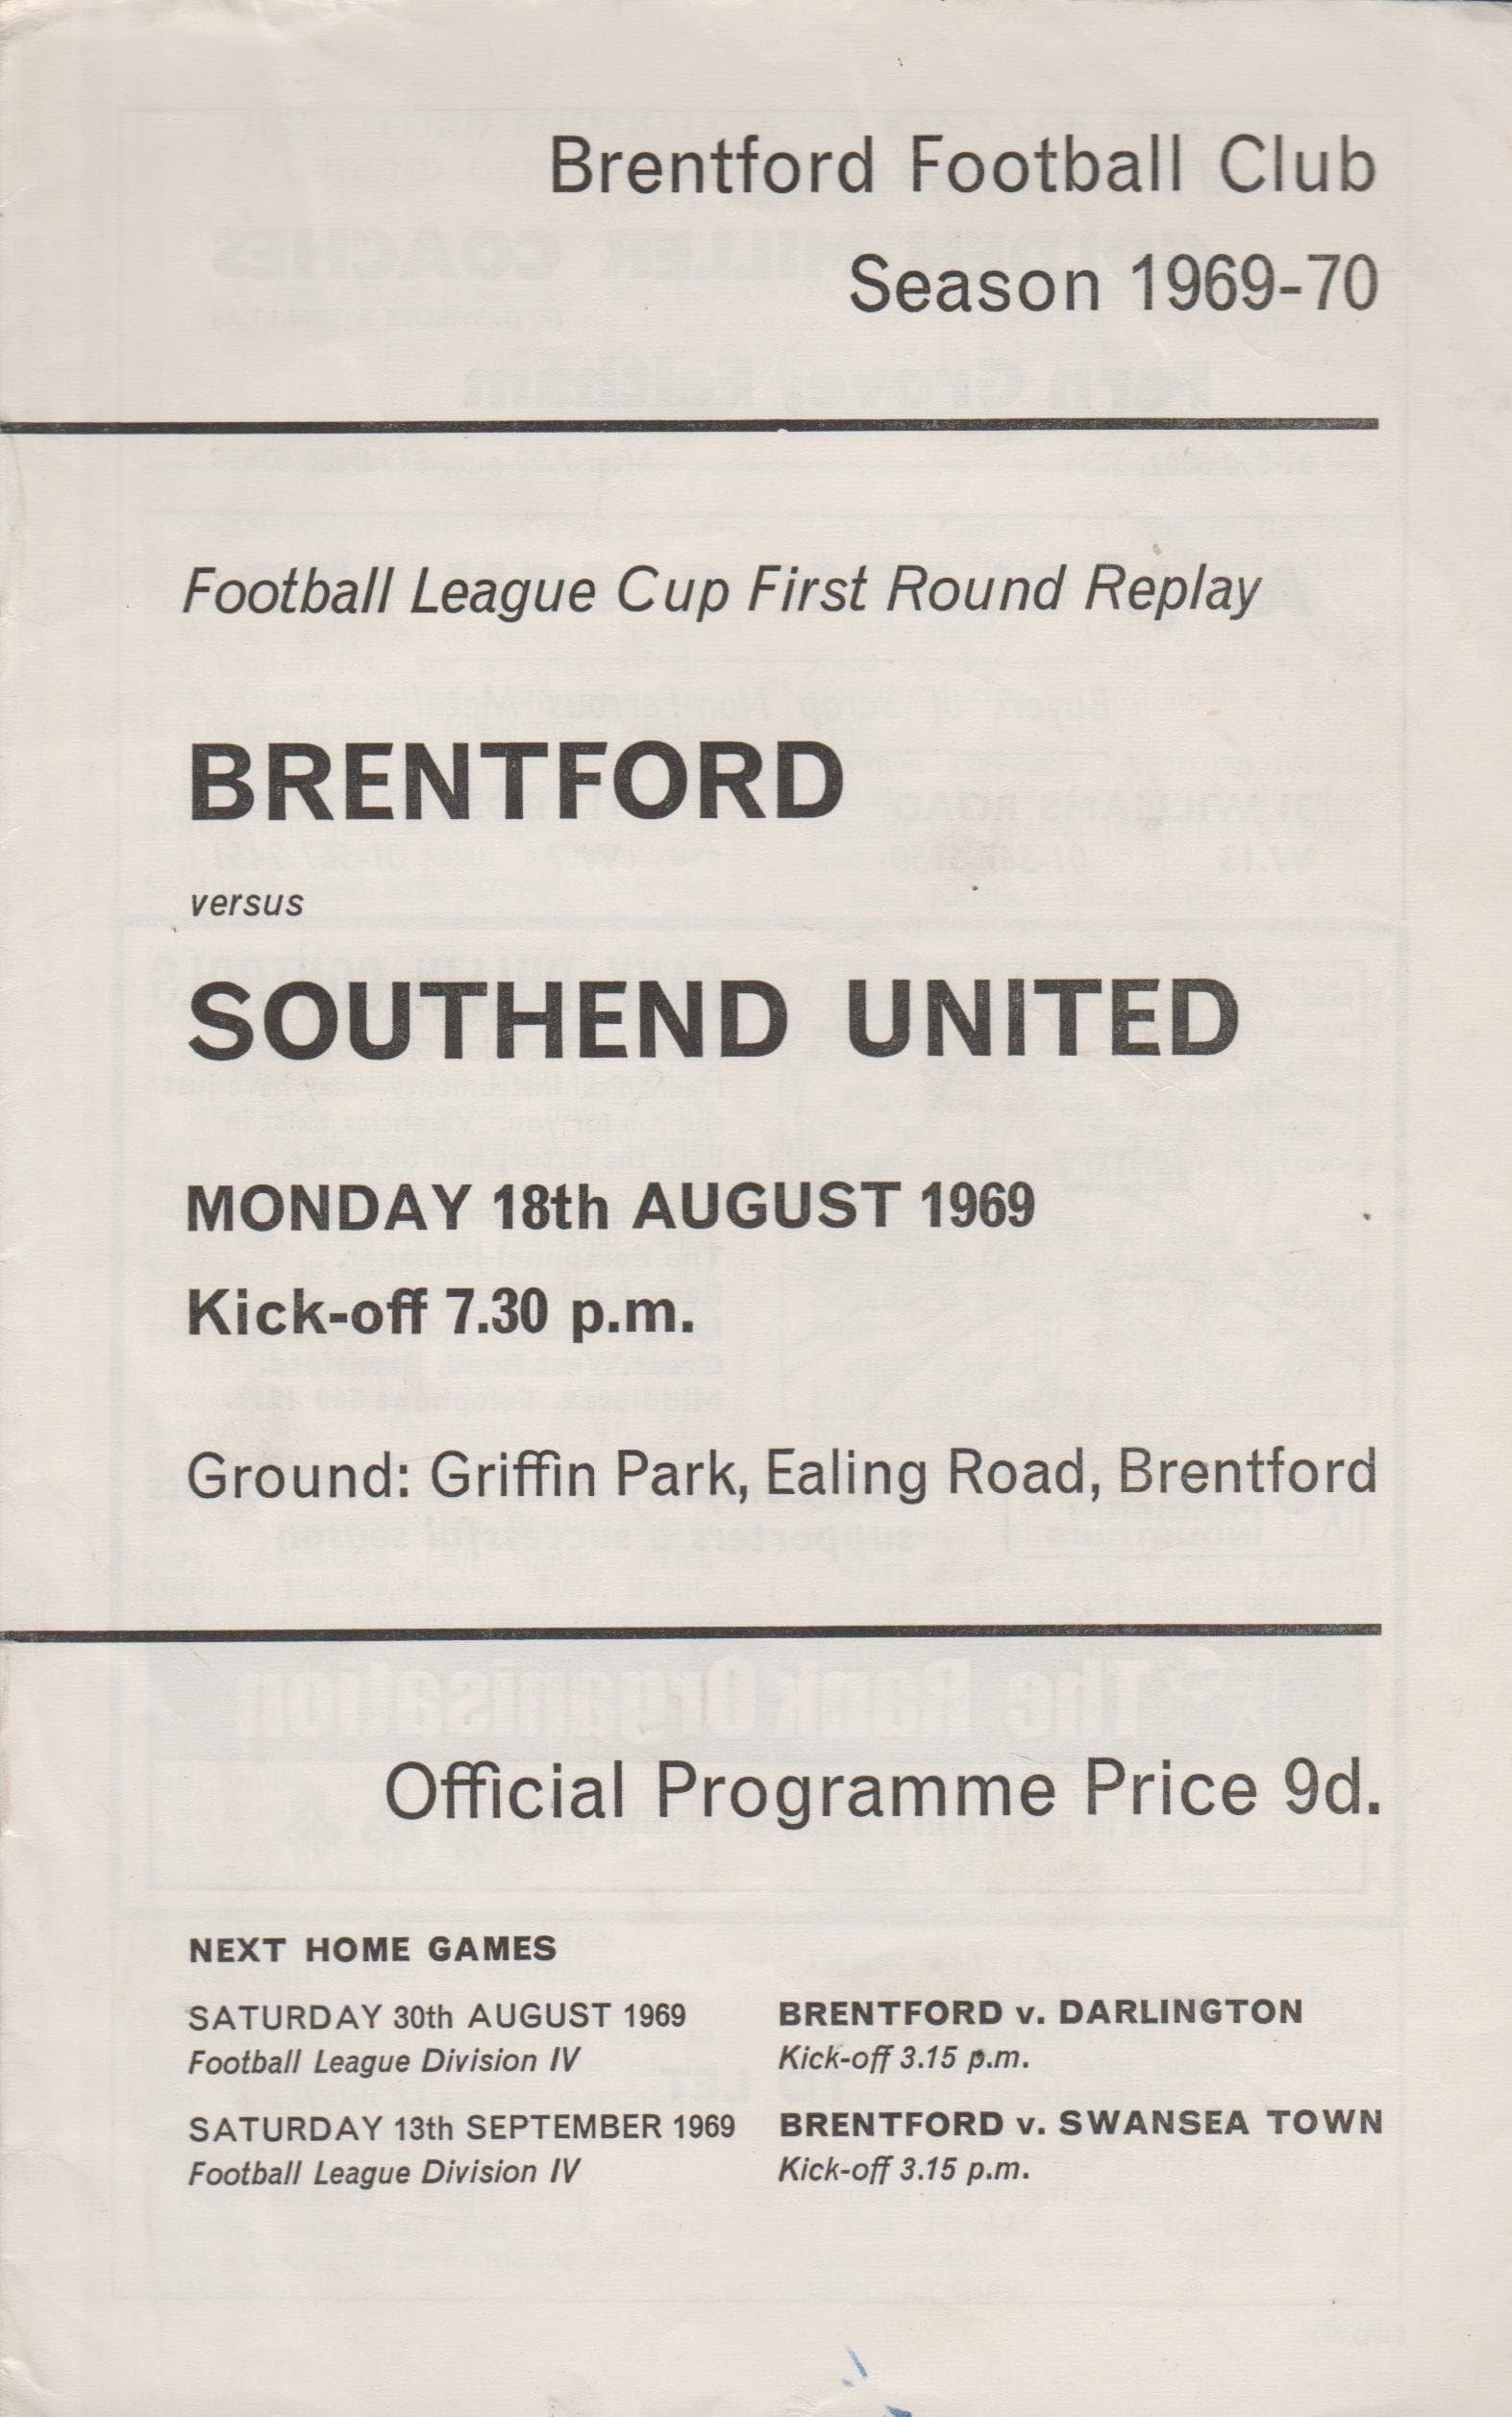 Brentford Football Club
Season 1969-70
Football League Cup First Round Replay
BRENTFORD
versus
SOUTHEND UNITED
MONDAY 18th AUGUST 1969
Kick-off 7.30 p.m.
Ground: Griffin Park, Ealing Road, Brentford
Official Programme Price 9d.
NEXT HOME GAMES
SATURDAY 30th AUGUST 1969 BRENTFORD v. DARLINGTON
Football League Division IV Kick-off 3.15 p.m.
SATURDAY 13th SEPTEMBER 1969 BRENTFORD v. SWANSEA TOWN
Football League Division IV Kick-off 3.15 p.m.